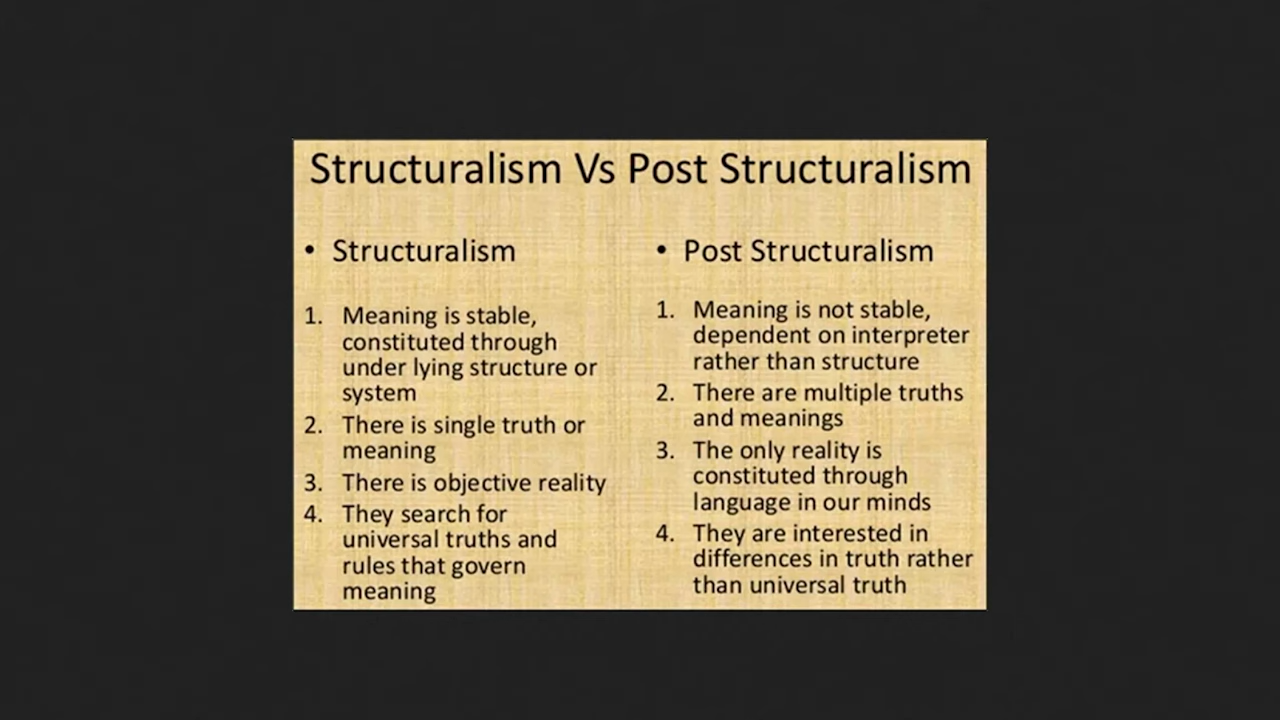 Structuralism Vs Post Structuralism
• Structuralism
1. Meaning is stable,
constituted through
under lying structure or
system
2. There is single truth or
meaning
3. There is objective reality
4. They search for
universal truths and
rules that govern
meaning
• Post Structuralism
1. Meaning is not stable,
dependent on interpreter
rather than structure
2. There are multiple truths
and meanings
3. The only reality is
constituted through
language in our minds
4. They are interested in
differences in truth rather
than universal truth